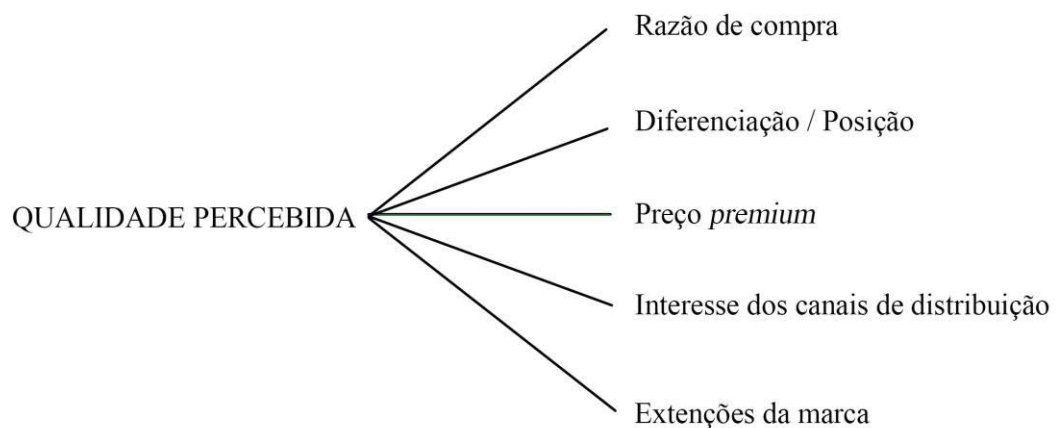 Razão de compra
Diferenciação / Posição
QUALIDADE PERCEBIDA
Preço premium
Interesse dos canais de distribuição
Extenções da marca